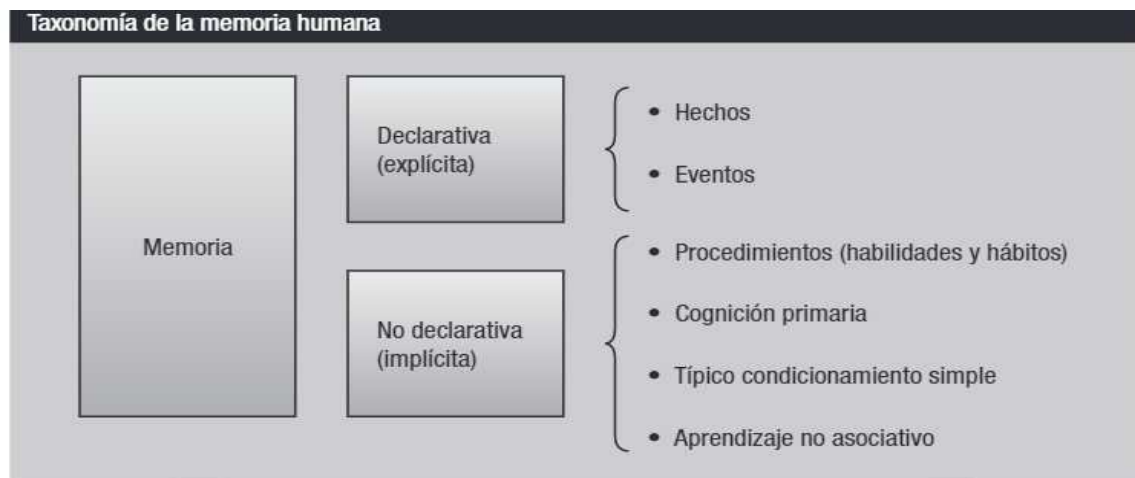 Taxonomía de la memoria humana
Memoria
Declarativa
(explícita)
• Hechos
• Eventos
No declarativa
(implícita)
• Procedimientos (habilidades y hábitos)
• Cognición primaria
• Típico condicionamiento simple
• Aprendizaje no asociativo